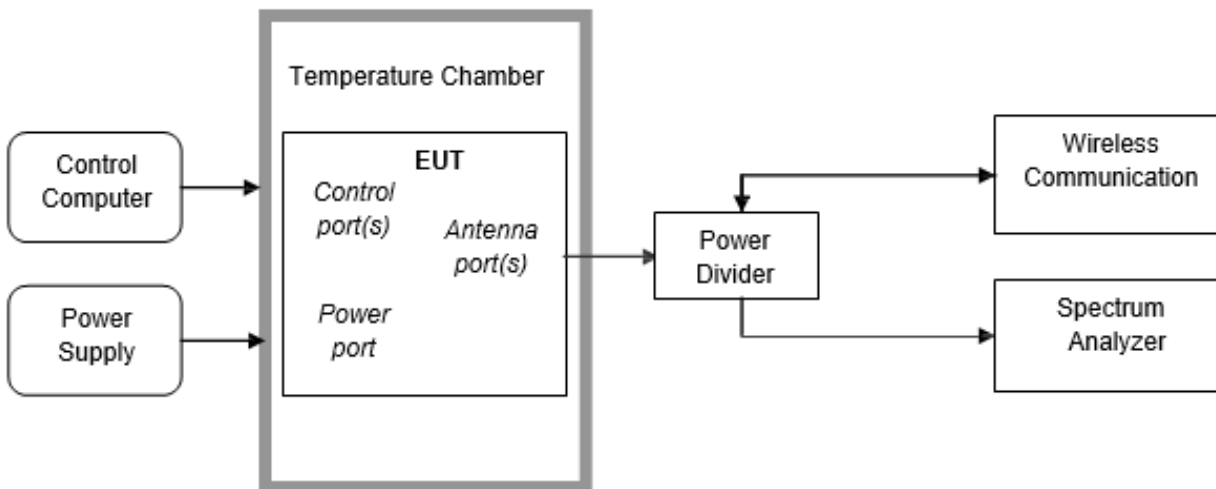 Temperature Chamber
Control
Computer
Power
Supply
EUT
Control
port(s)
Antenna
port(s)
Power
port
Power
Divider
Wireless
Communication
Spectrum
Analyzer